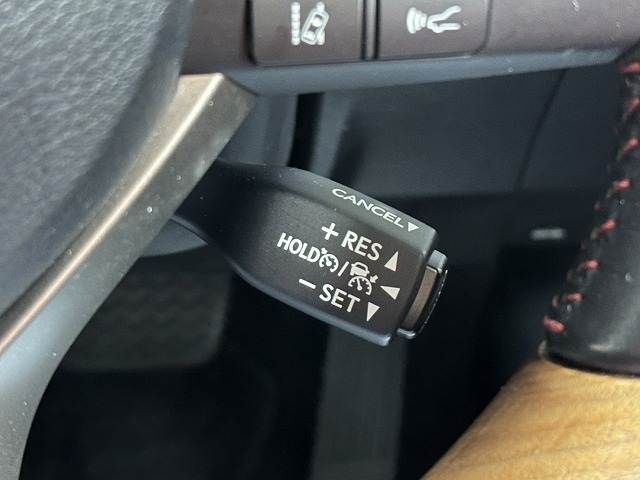 CANCEL▼
+ RES ▲
HOLD /
− SET ▼